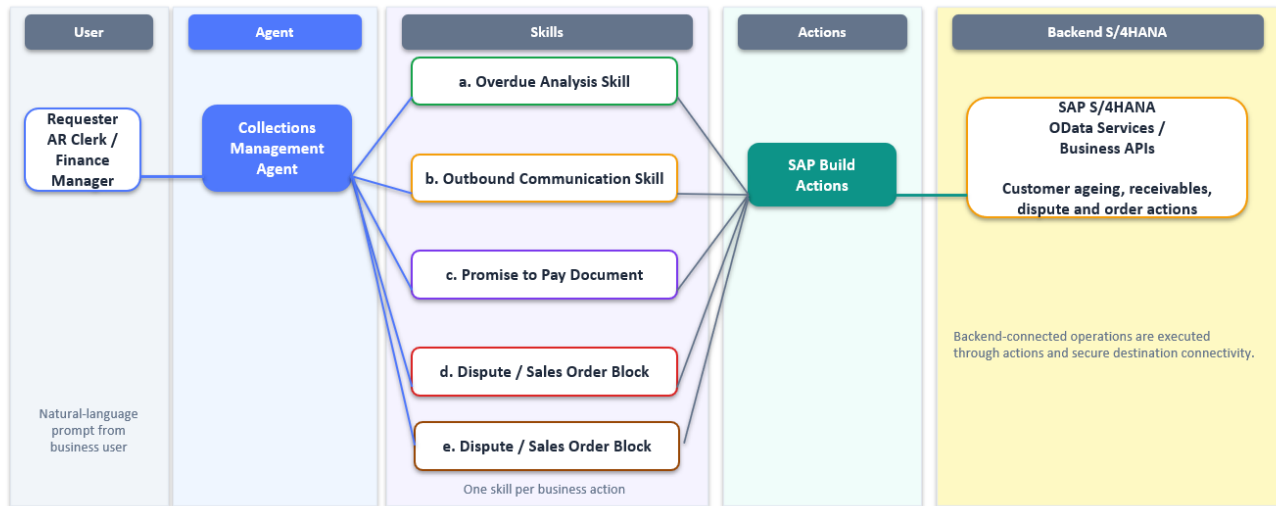 User
Agent
Skills
Actions
Backend S/4HANA
Requester
AR Clerk /
Finance
Manager
Collections
Management
Agent
a. Overdue Analysis Skill
b. Outbound Communication Skill
c. Promise to Pay Document
d. Dispute / Sales Order Block
e. Dispute / Sales Order Block
SAP Build
Actions
SAP S/4HANA
OData Services /
Business APIs
Customer ageing, receivables,
dispute and order actions
Natural-language
prompt from
business user
One skill per business action
Backend-connected operations are executed
through actions and secure destination connectivity.